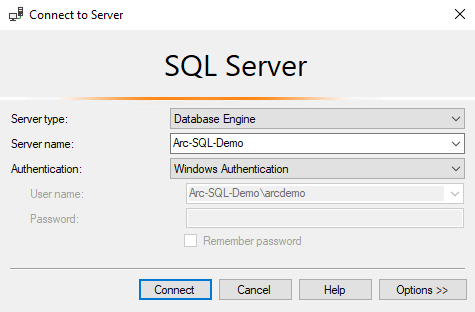 Connect to Server
SQL Server
Server type: Database Engine
Server name: Arc-SQL-Demo
Authentication: Windows Authentication
User name: Arc-SQL-Demo\arcdemo
Password:
Remember password
Connect Cancel Help Options >>